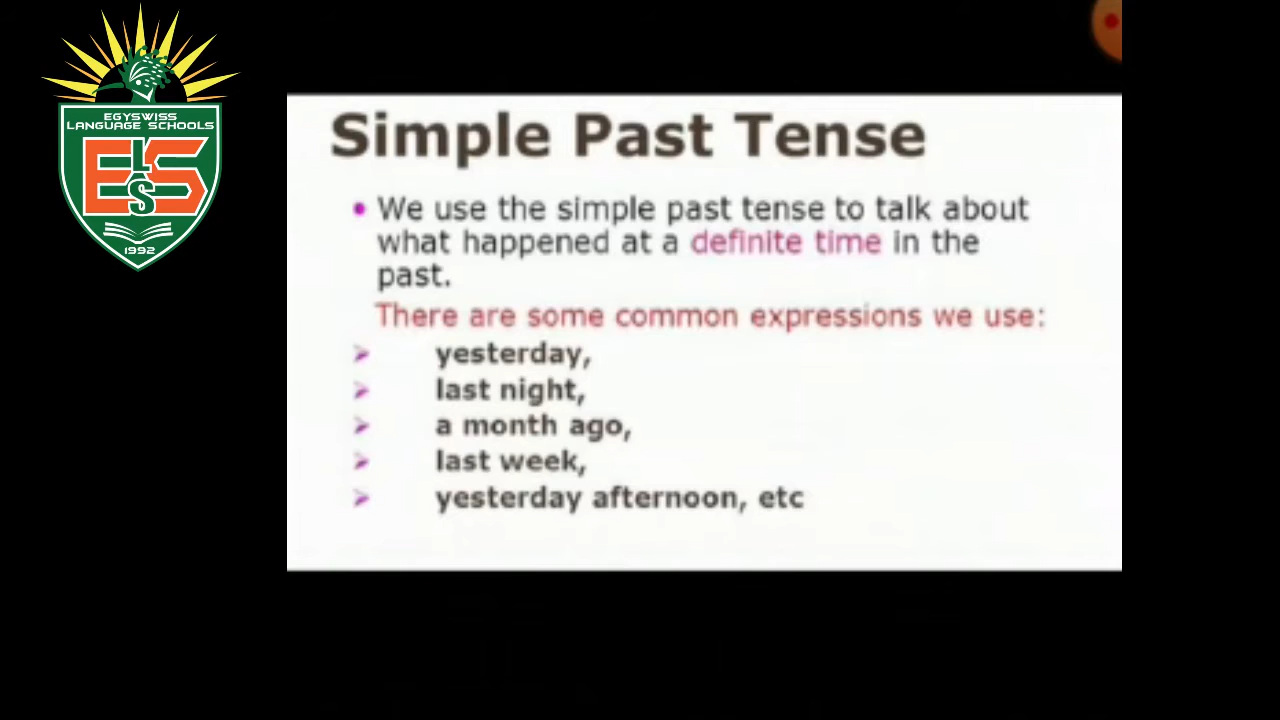 EGYSWISS
LANGUAGE SCHOOLS
ELS
S
1992
Simple Past Tense
• We use the simple past tense to talk about
what happened at a definite time in the
past.
There are some common expressions we use:
➢ yesterday,
➢ last night,
➢ a month ago,
➢ last week,
➢ yesterday afternoon, etc